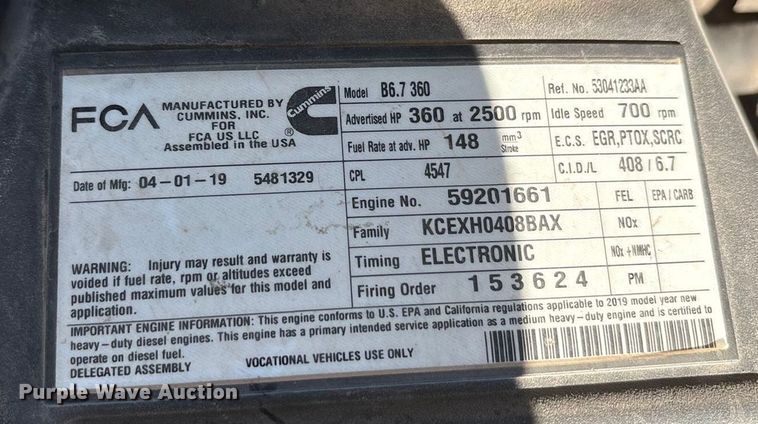 FCA
MANUFACTURED BY
CUMMINS, INC.
FOR
FCA US LLC
Assembled in the USA
Cummins
®
Date of Mfg: 04-01-19 5481329
WARNING: Injury may result and warranty is
voided if fuel rate, rpm or altitudes exceed
published maximum values for this model and
application.
Model B6.7 360
Ref. No. 53041233AA
Advertised HP 360 at 2500 rpm
Idle Speed 700 rpm
Fuel Rate at adv. HP 148 mm3 Stroke
E.C.S. EGR,PTOX,SCRC
CPL 4547
C.I.D./L 408 / 6.7
Engine No. 59201661
FEL EPA / CARB
Family KCEXH0408BAX
NOx
Timing ELECTRONIC
NOx +NMHC
Firing Order 1 5 3 6 2 4
PM
IMPORTANT ENGINE INFORMATION: This engine conforms to U.S. EPA and California regulations applicable to 2019 model year new
heavy-duty diesel engines. This engine has a primary intended service application as a medium heavy-duty engine and is certified to
operate on diesel fuel.
DELEGATED ASSEMBLY VOCATIONAL VEHICLES USE ONLY
Purple Wave Auction